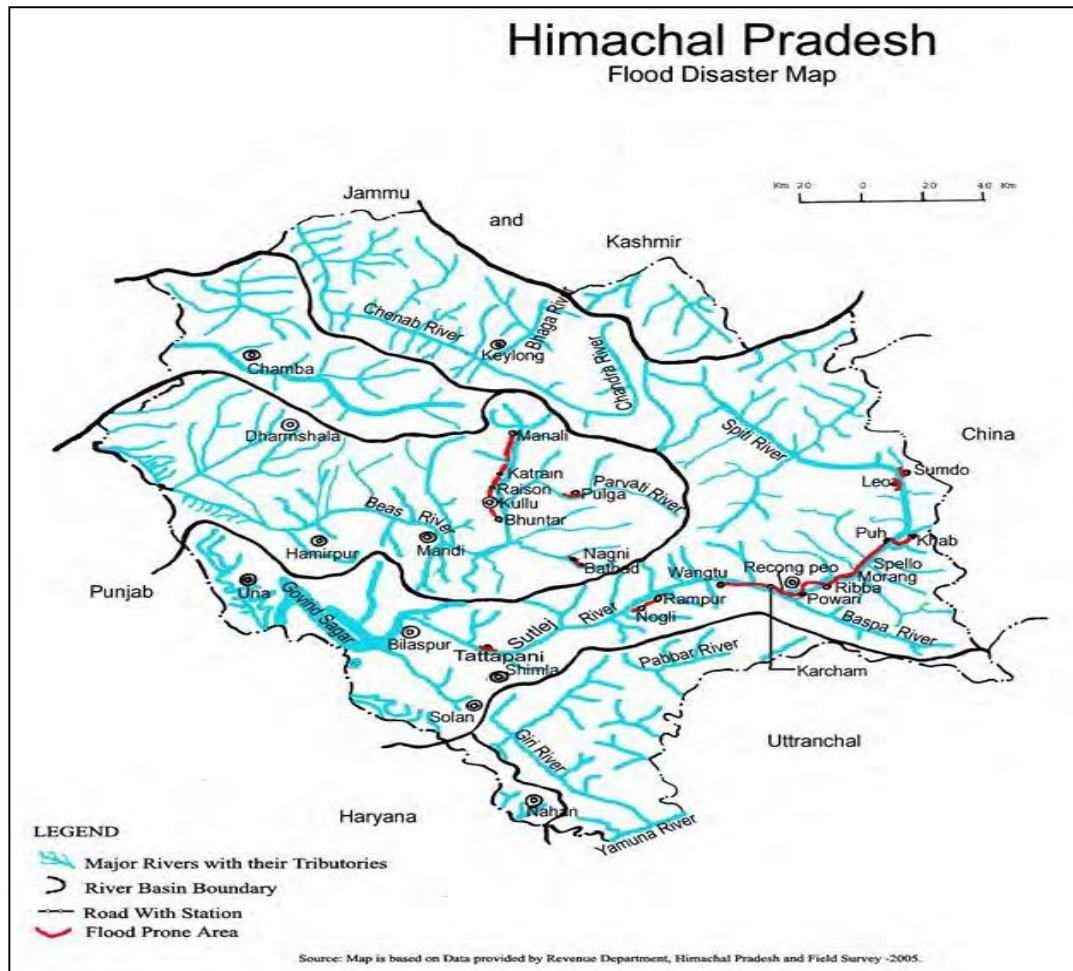 Himachal Pradesh
Flood Disaster Map
Km 20 0 20 40 Km
Jammu
and
Kashmir
Chenab River
Bhaga River
Keylong
Chandra River
Chamba
Dharmshala
Manali
Spiti River
China
Katrain
Raison
Kullu
Parvati River
Pulga
Sumdo
Leo
Beas River
Bhuntar
Hamirpur
Mandi
Nagni
Batbad
Puh
Khab
Spello
Morang
Punjab
Una
Govind Sagar
Wangtu
Recong peo
Ribba
Powari
Rampur
Nogli
Sutlej River
Baspa River
Bilaspur
Tattapani
Shimla
Pabbar River
Karcham
Solan
Giri River
Uttranchal
Haryana
Nahan
Yamuna River
LEGEND
Major Rivers with their Tributories
River Basin Boundary
Road With Station
Flood Prone Area
Source: Map is based on Data provided by Revenue Department, Himachal Pradesh and Field Survey -2005.